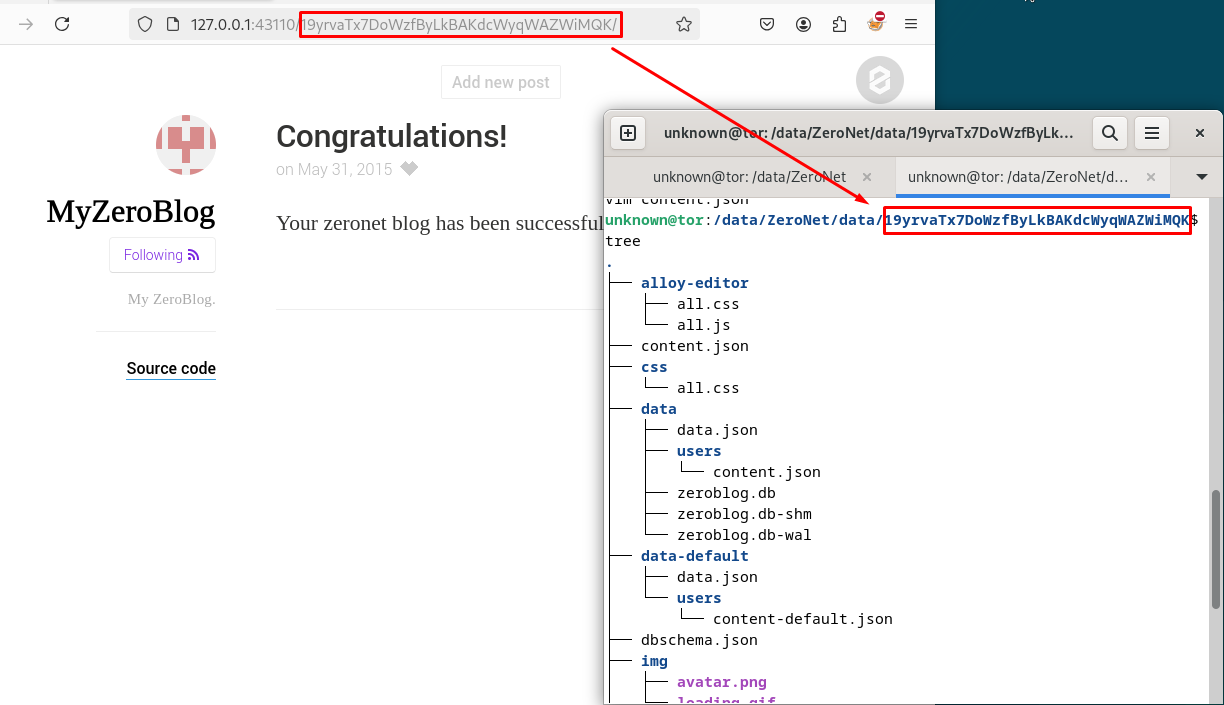 127.0.0.1:43110/19yrvaTx7DoWzfByLkBAKdcWyqWAZWiMQK/
Add new post
Congratulations!
on May 31, 2015
MyZeroBlog
Your zeronet blog has been successful
Following
My ZeroBlog.
Source code
unknown@tor: /data/ZeroNet/data/19yrvaTx7DoWzfByLk...
unknown@tor: /data/ZeroNet
unknown@tor: /data/ZeroNet/d...
vim content.json
unknown@tor:/data/ZeroNet/data/19yrvaTx7DoWzfByLkBAKdcWyqWAZWiMQK$
tree
.
├── alloy-editor
│   ├── all.css
│   └── all.js
├── content.json
├── css
│   └── all.css
├── data
│   ├── data.json
│   ├── users
│   │   └── content.json
│   ├── zeroblog.db
│   ├── zeroblog.db-shm
│   └── zeroblog.db-wal
├── data-default
│   ├── data.json
│   └── users
│       └── content-default.json
├── dbschema.json
├── img
│   ├── avatar.png
│   ├── loading.gif